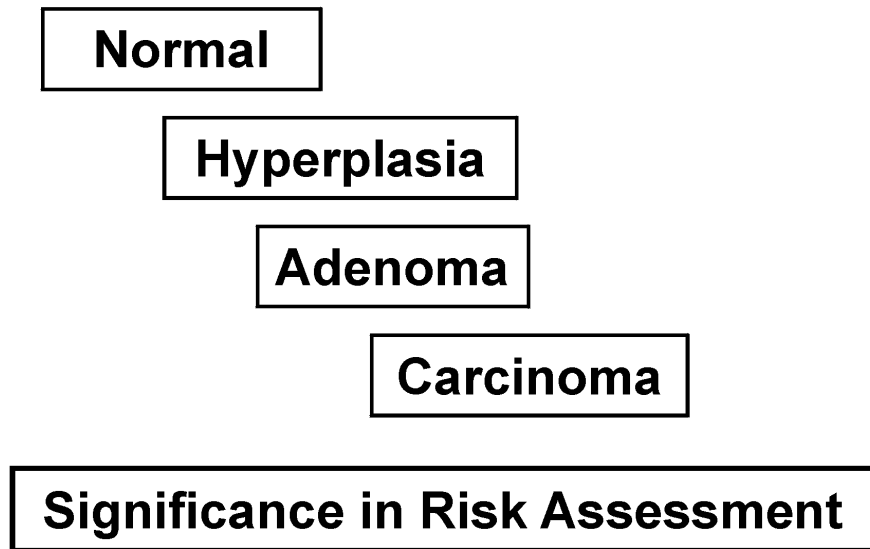 Normal
Hyperplasia
Adenoma
Carcinoma
Significance in Risk Assessment